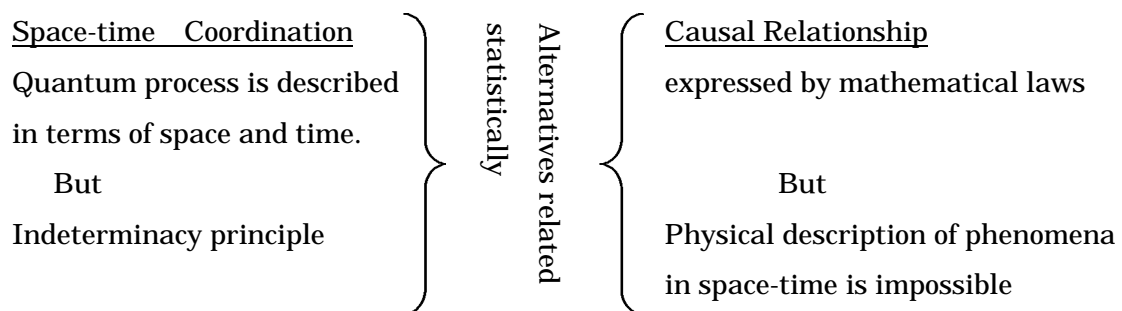 Space-time Coordination
Quantum process is described
in terms of space and time.
But
Indeterminacy principle
Alternatives related
statistically
Causal Relationship
expressed by mathematical laws
But
Physical description of phenomena
in space-time is impossible